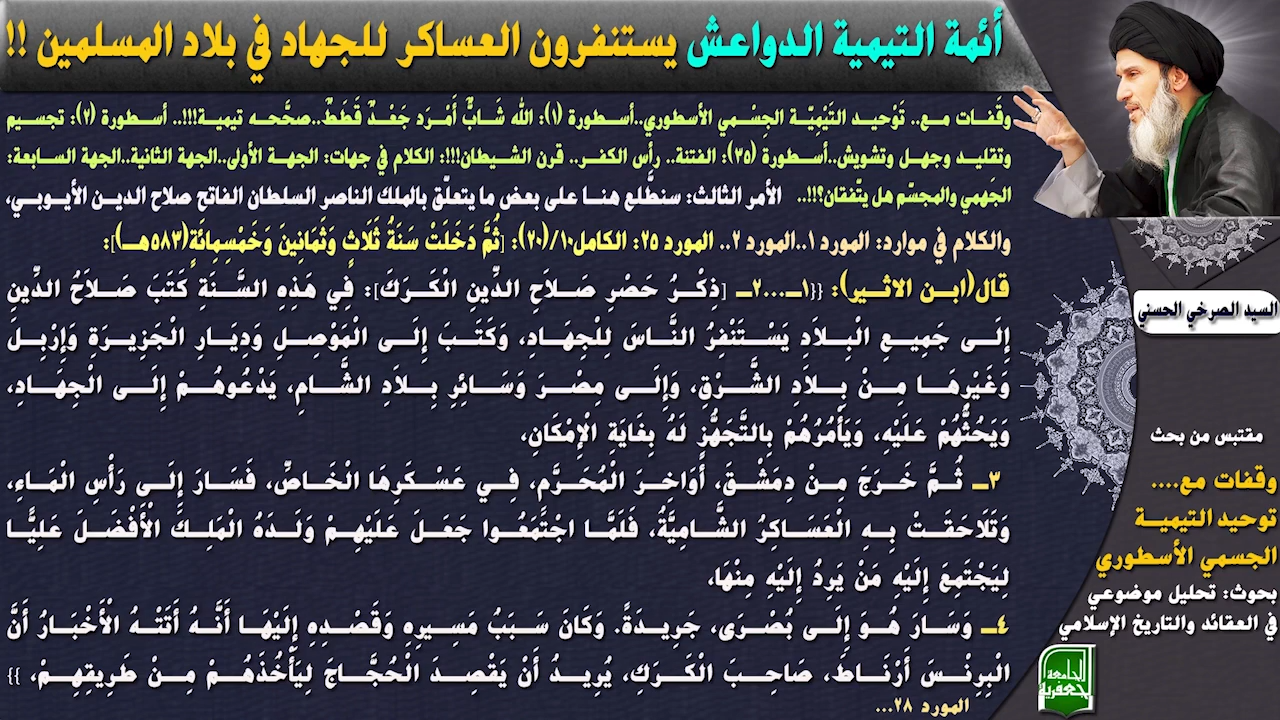 أئمة التيمية الدواعش يستنفرون العساكر للجهاد في بلاد المسلمين !!
وقَفَات مع.. تَوْحيد التَيْمِيّة الجِسْمي الأسطوري..أسطورة (١): الله شَابٌّ أَمْرَد جَعْدٌ قَطَطٌ..صحَّحه تيمية!!!.. أسطورة (٢): تجسيم
وتقليد وجهل وتشويش..أسطورة (٣٥): الفتنة.. رأس الكفر.. قرن الشيطان!!!: الكلام في جهات: الجهة الأولى..الجهة الثانية..الجهة السابعة:
الجَهمي والمجسّم هل يتّفقان؟!!.. الأمر الثالث: سنطَّلع هنا على بعض ما يتعلّق بالملك الناصر السلطان الفاتح صلاح الدين الأيوبي،
والكلام في موارد: المورد ١..المورد ٢.. المورد ٢٥: الكامل١٠/(٢٠): [ثُمَّ دَخَلَتْ سَنَةُ ثَلَاثٍ وَثَمَانِينَ وَخَمْسِمِائَةٍ(٥٨٣هـ)]:
قال(ابن الاثير): {{١ـ...٢ـ [ذِكْرُ حَصْرِ صَلَاحِ الدِّينِ الْكَرَكَ]: فِي هَذِهِ السَّنَةِ كَتَبَ صَلَاحُ الدِّينِ
إِلَى جَمِيعِ الْبِلَادِ يَسْتَنْفِرُ النَّاسَ لِلْجِهَادِ، وَكَتَبَ إِلَى الْمَوْصِلِ وَدِيَارِ الْجَزِيرَةِ وَإِرْبِلَ
وَغَيْرِهَا مِنْ بِلَادِ الشَّرْقِ، وَإِلَى مِصْرَ وَسَائِرِ بِلَادِ الشَّامِ، يَدْعُوهُمْ إِلَى الْجِهَادِ،
وَيَحُثُّهُمْ عَلَيْهِ، وَيَأْمُرُهُمْ بِالتَّجَهُّزِ لَهُ بِغَايَةِ الْإِمْكَانِ،
٣ـ ثُمَّ خَرَجَ مِنْ دِمَشْقَ، أَوَاخِرَ الْمُحَرَّمِ، فِي عَسْكَرِهَا الْخَاصِّ، فَسَارَ إِلَى رَأْسِ الْمَاءِ،
وَتَلَاحَقَتْ بِهِ الْعَسَاكِرُ الشَّامِيَّةُ، فَلَمَّا اجْتَمَعُوا جَعَلَ عَلَيْهِمْ وَلَدَهُ الْمَلِكَ الْأَفْضَلَ عَلِيًّا
لِيَجْتَمِعَ إِلَيْهِ مَنْ يَرِدُ إِلَيْهِ مِنْهَا،
٤ـ وَسَارَ هُوَ إِلَى بُصْرَى، جَرِيدَةً. وَكَانَ سَبَبُ مَسِيرِهِ وَقَصْدِهِ إِلَيْهَا أَنَّهُ أَتَتْهُ الْأَخْبَارُ أَنَّ
الْبِرِنْسَ أَرْنَاطَ، صَاحِبَ الْكَرَكِ، يُرِيدُ أَنْ يَقْصِدَ الْحُجَّاجَ لِيَأْخُذَهُمْ مِنْ طَرِيقِهِمْ، }}
المورد ٢٨...
السيد الصرخي الحسني
مقتبس من بحث
وقفات مع....
توحيد التيمية
الجسمي الأسطوري
بحوث: تحليل موضوعي
في العقائد والتاريخ الإسلامي
الجامعة
الجعفرية